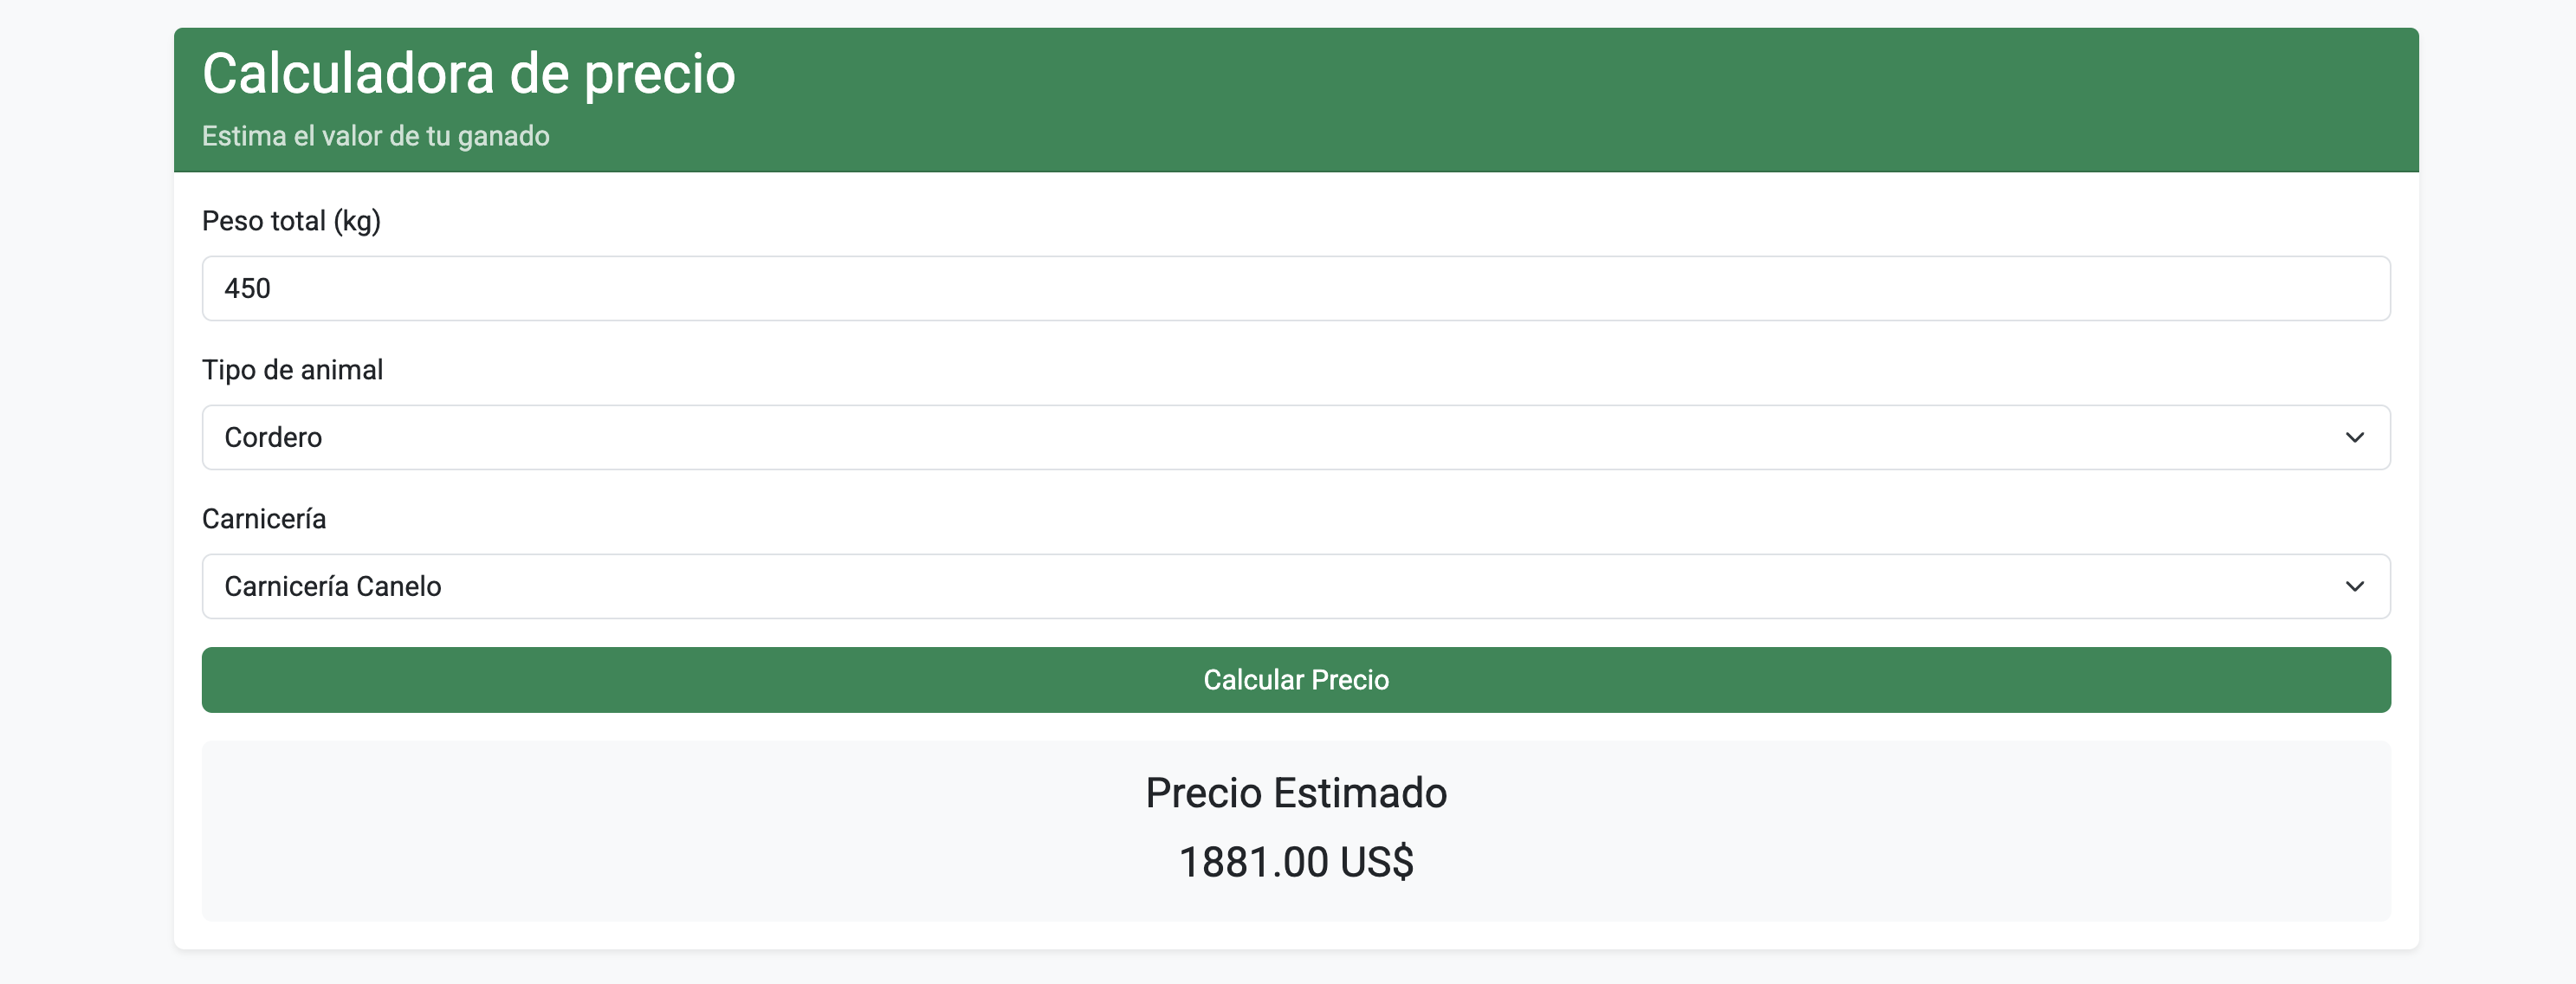 Calculadora de precio
Estima el valor de tu ganado
Peso total (kg)
450
Tipo de animal
Cordero
Carnicería
Carnicería Canelo
Calcular Precio
Precio Estimado
1881.00 US$